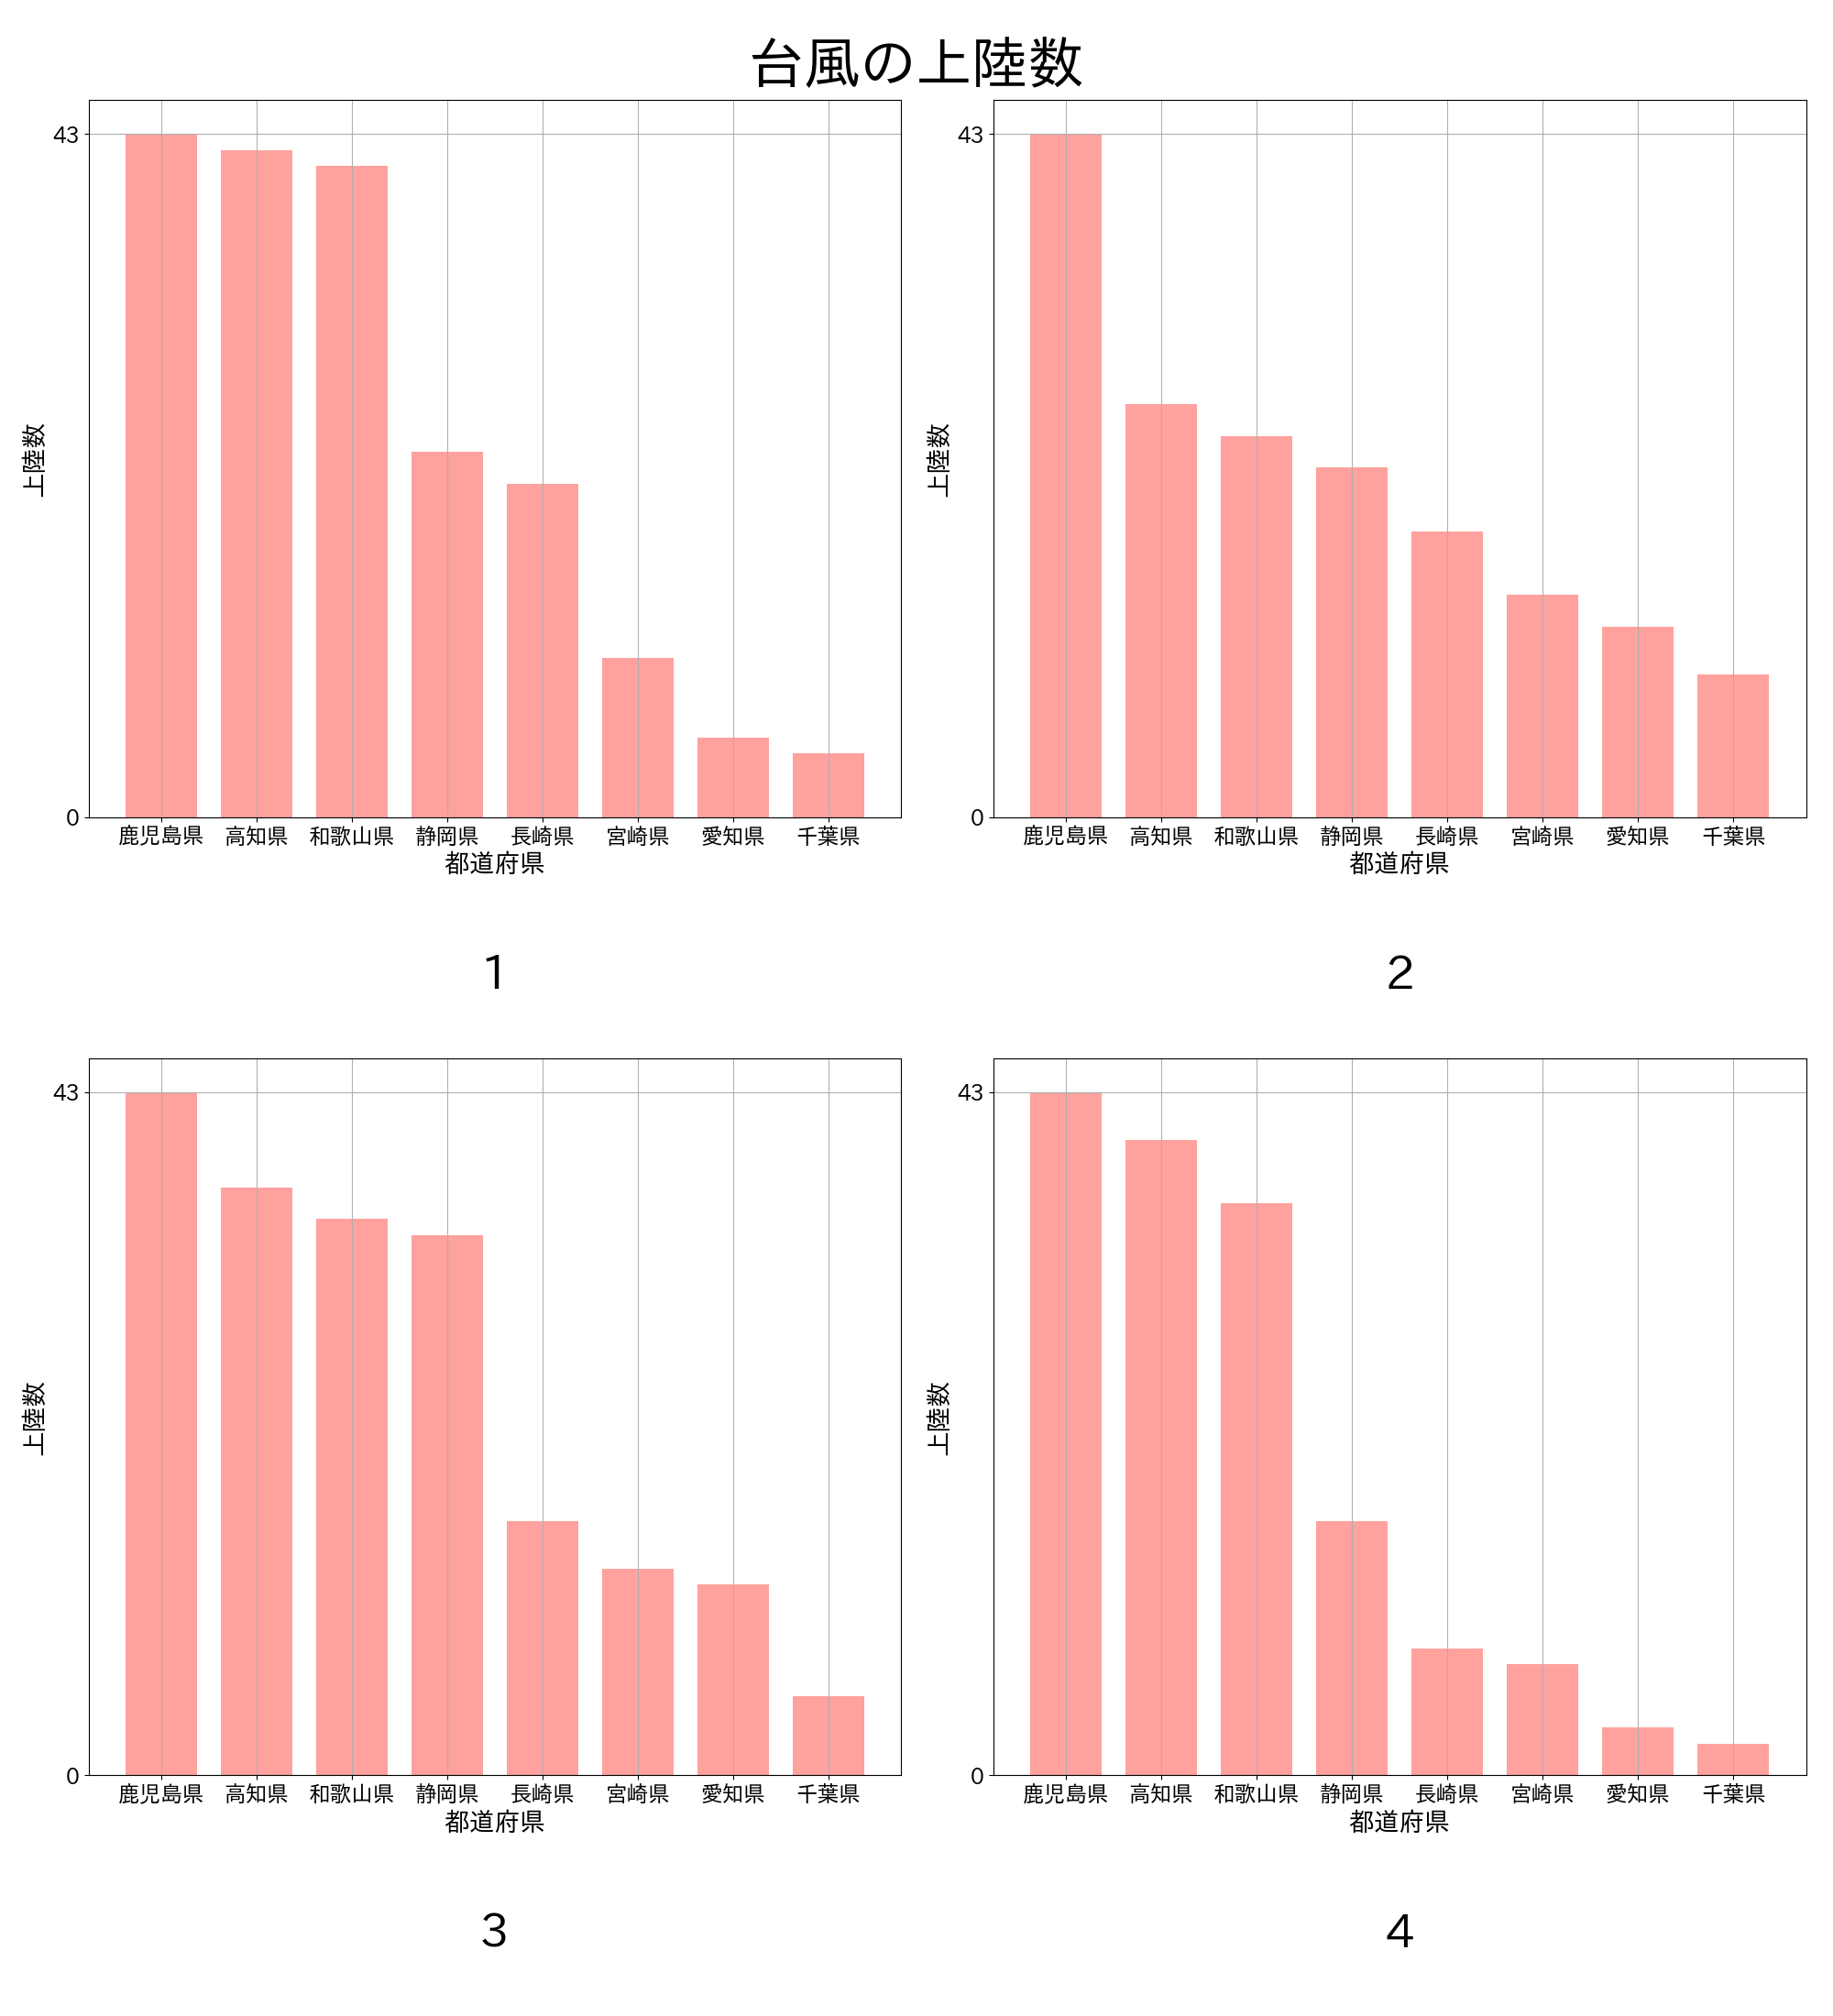 台風の上陸数
43
0
上陸数
鹿児島県 高知県 和歌山県 静岡県 長崎県 宮崎県 愛知県 千葉県
都道府県
1
43
0
上陸数
鹿児島県 高知県 和歌山県 静岡県 長崎県 宮崎県 愛知県 千葉県
都道府県
2
43
0
上陸数
鹿児島県 高知県 和歌山県 静岡県 長崎県 宮崎県 愛知県 千葉県
都道府県
3
43
0
上陸数
鹿児島県 高知県 和歌山県 静岡県 長崎県 宮崎県 愛知県 千葉県
都道府県
4